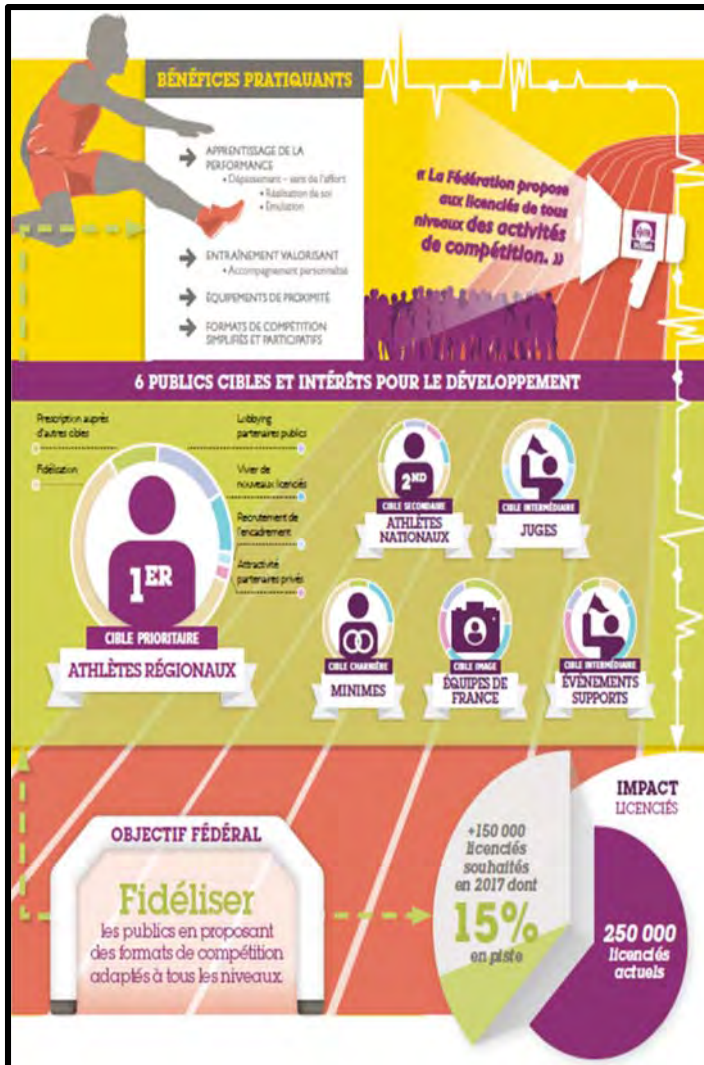 BÉNÉFICES PRATIQUANTS
APPRENTISSAGE DE LA
PERFORMANCE
• Dépassement – sens de l'effort
• Réalisation de soi
• Émulation
ENTRAÎNEMENT VALORISANT
• Accompagnement personnalisé
ÉQUIPEMENTS DE PROXIMITÉ
FORMATS DE COMPÉTITION
SIMPLIFIÉS ET PARTICIPATIFS
« La Fédération propose
aux licenciés de tous
niveaux des activités
de compétition. »
6 PUBLICS CIBLES ET INTÉRÊTS POUR LE DÉVELOPPEMENT
Prescription auprès
d'autres cibles
Fidélisation
Lobbying
partenaires publics
Vivier de
nouveaux licenciés
Recrutement de
l'encadrement
Attractivité
partenaires privés
1ER
CIBLE PRIORITAIRE
ATHLÈTES RÉGIONAUX
2ND
CIBLE SECONDAIRE
ATHLÈTES
NATIONAUX
CIBLE INTERMÉDIAIRE
JUGES
CIBLE CHARNIÈRE
MINIMES
CIBLE IMAGE
ÉQUIPES DE
FRANCE
CIBLE INTERMÉDIAIRE
ÉVÈNEMENTS
SUPPORTS
OBJECTIF FÉDÉRAL
Fidéliser
les publics en proposant
des formats de compétition
adaptés à tous les niveaux
+150 000
licenciés
souhaités
en 2017 dont
15%
en piste
IMPACT
LICENCIÉS
250 000
licenciés
actuels